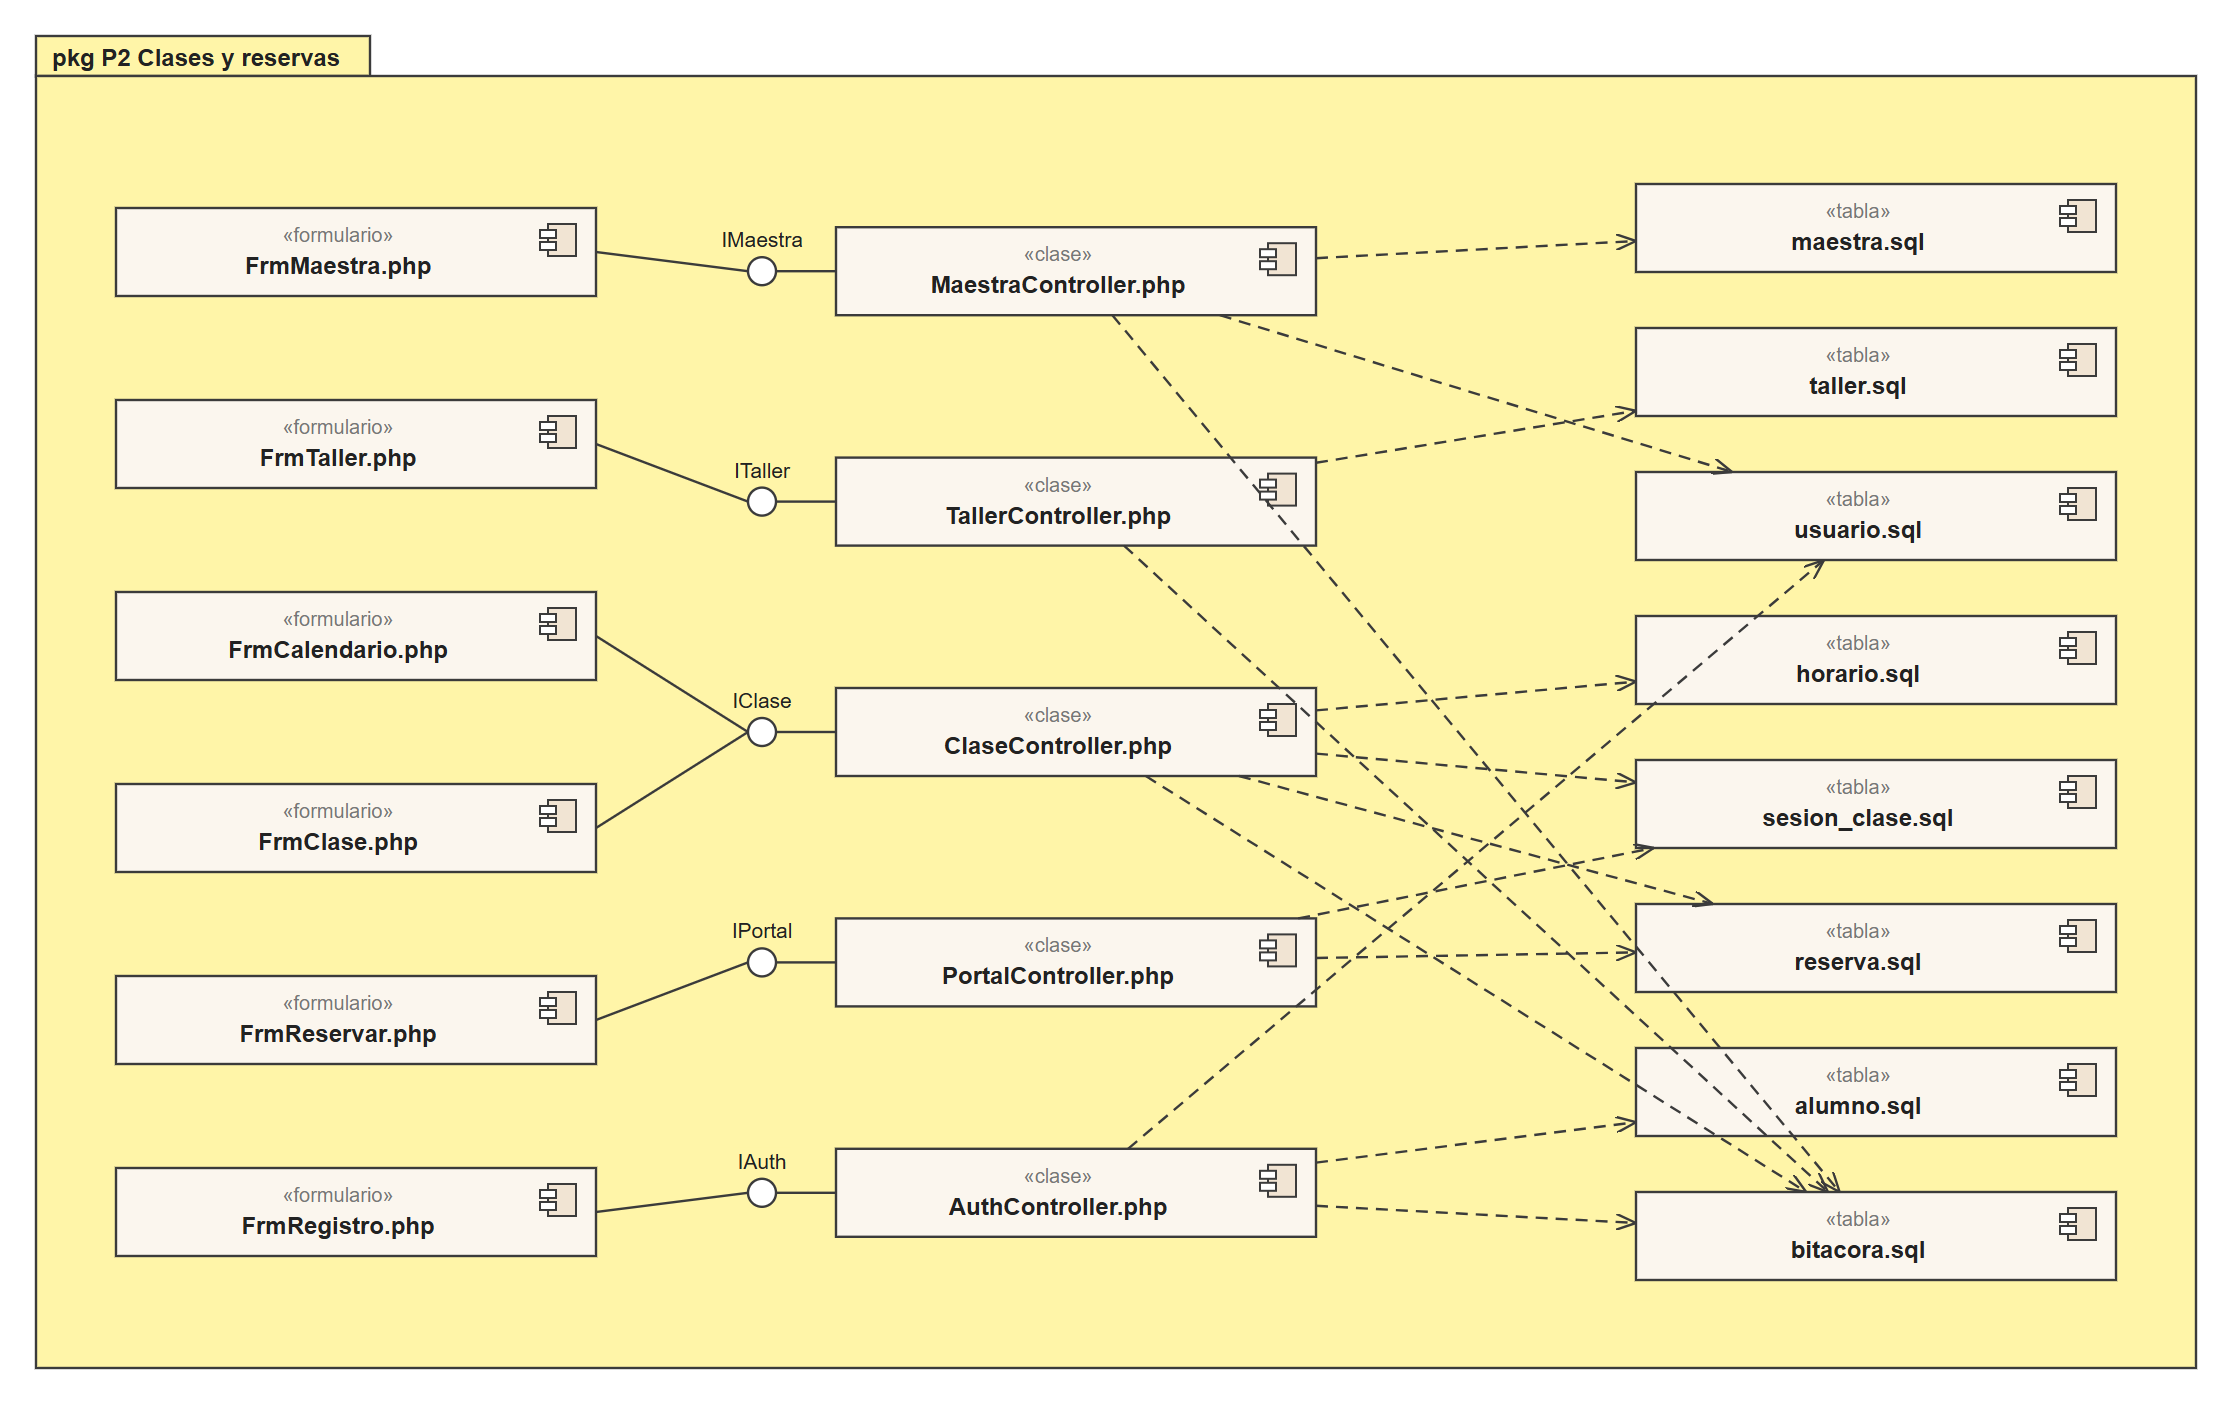 pkg P2 Clases y reservas
«formulario»
FrmMaestra.php
«formulario»
FrmTaller.php
«formulario»
FrmCalendario.php
«formulario»
FrmClase.php
«formulario»
FrmReservar.php
«formulario»
FrmRegistro.php
IMaestra
ITaller
IClase
IPortal
IAuth
«clase»
MaestraController.php
«clase»
TallerController.php
«clase»
ClaseController.php
«clase»
PortalController.php
«clase»
AuthController.php
«tabla»
maestra.sql
«tabla»
taller.sql
«tabla»
usuario.sql
«tabla»
horario.sql
«tabla»
sesion_clase.sql
«tabla»
reserva.sql
«tabla»
alumno.sql
«tabla»
bitacora.sql